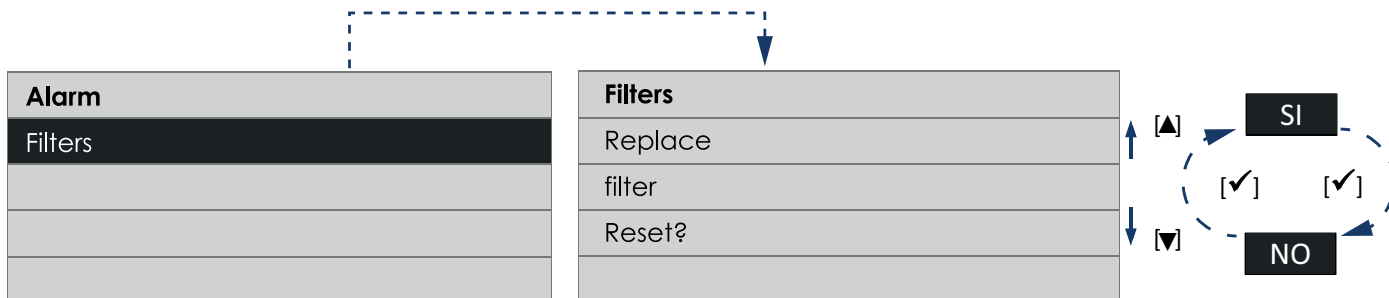 Alarm
Filters
Filters
Replace
filter
Reset?
[▲]
[▼]
SI
[✔] [✔]
NO